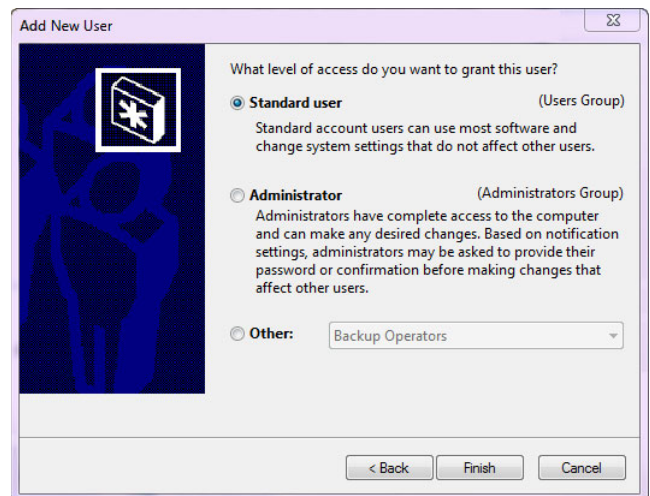 Add New User
What level of access do you want to grant this user?
Standard user (Users Group)
Standard account users can use most software and
change system settings that do not affect other users.
Administrator (Administrators Group)
Administrators have complete access to the computer
and can make any desired changes. Based on notification
settings, administrators may be asked to provide their
password or confirmation before making changes that
affect other users.
Other: Backup Operators
< Back Finish Cancel